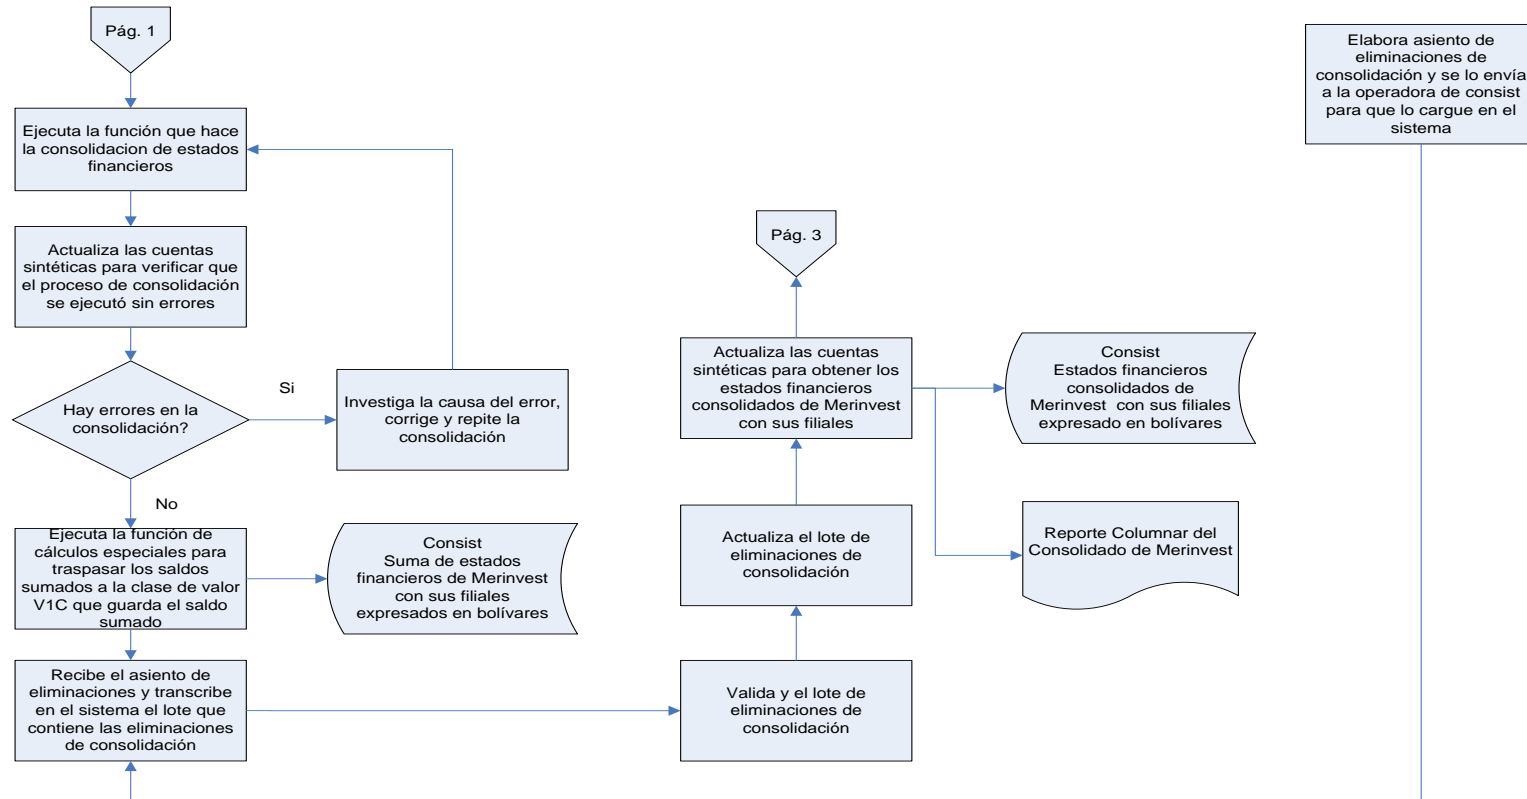 Pág. 1
Ejecuta la función que hace
la consolidacion de estados
financieros
Actualiza las cuentas
sintéticas para verificar que
el proceso de consolidación
se ejecutó sin errores
Hay errores en la
consolidación?
Si
Investiga la causa del error,
corrige y repite la
consolidación
No
Ejecuta la función de
cálculos especiales para
traspasar los saldos
sumados a la clase de valor
V1C que guarda el saldo
sumado
Consist
Suma de estados
financieros de Merinvest
con sus filiales
expresados en bolívares
Recibe el asiento de
eliminaciones y transcribe
en el sistema el lote que
contiene las eliminaciones
de consolidación
Valida y el lote de
eliminaciones de
consolidación
Actualiza el lote de
eliminaciones de
consolidación
Actualiza las cuentas
sintéticas para obtener los
estados financieros
consolidados de Merinvest
con sus filiales
Pág. 3
Consist
Estados financieros
consolidados de
Merinvest con sus filiales
expresado en bolívares
Reporte Columnar del
Consolidado de Merinvest
Elabora asiento de
eliminaciones de
consolidación y se lo envía
a la operadora de consist
para que lo cargue en el
sistema